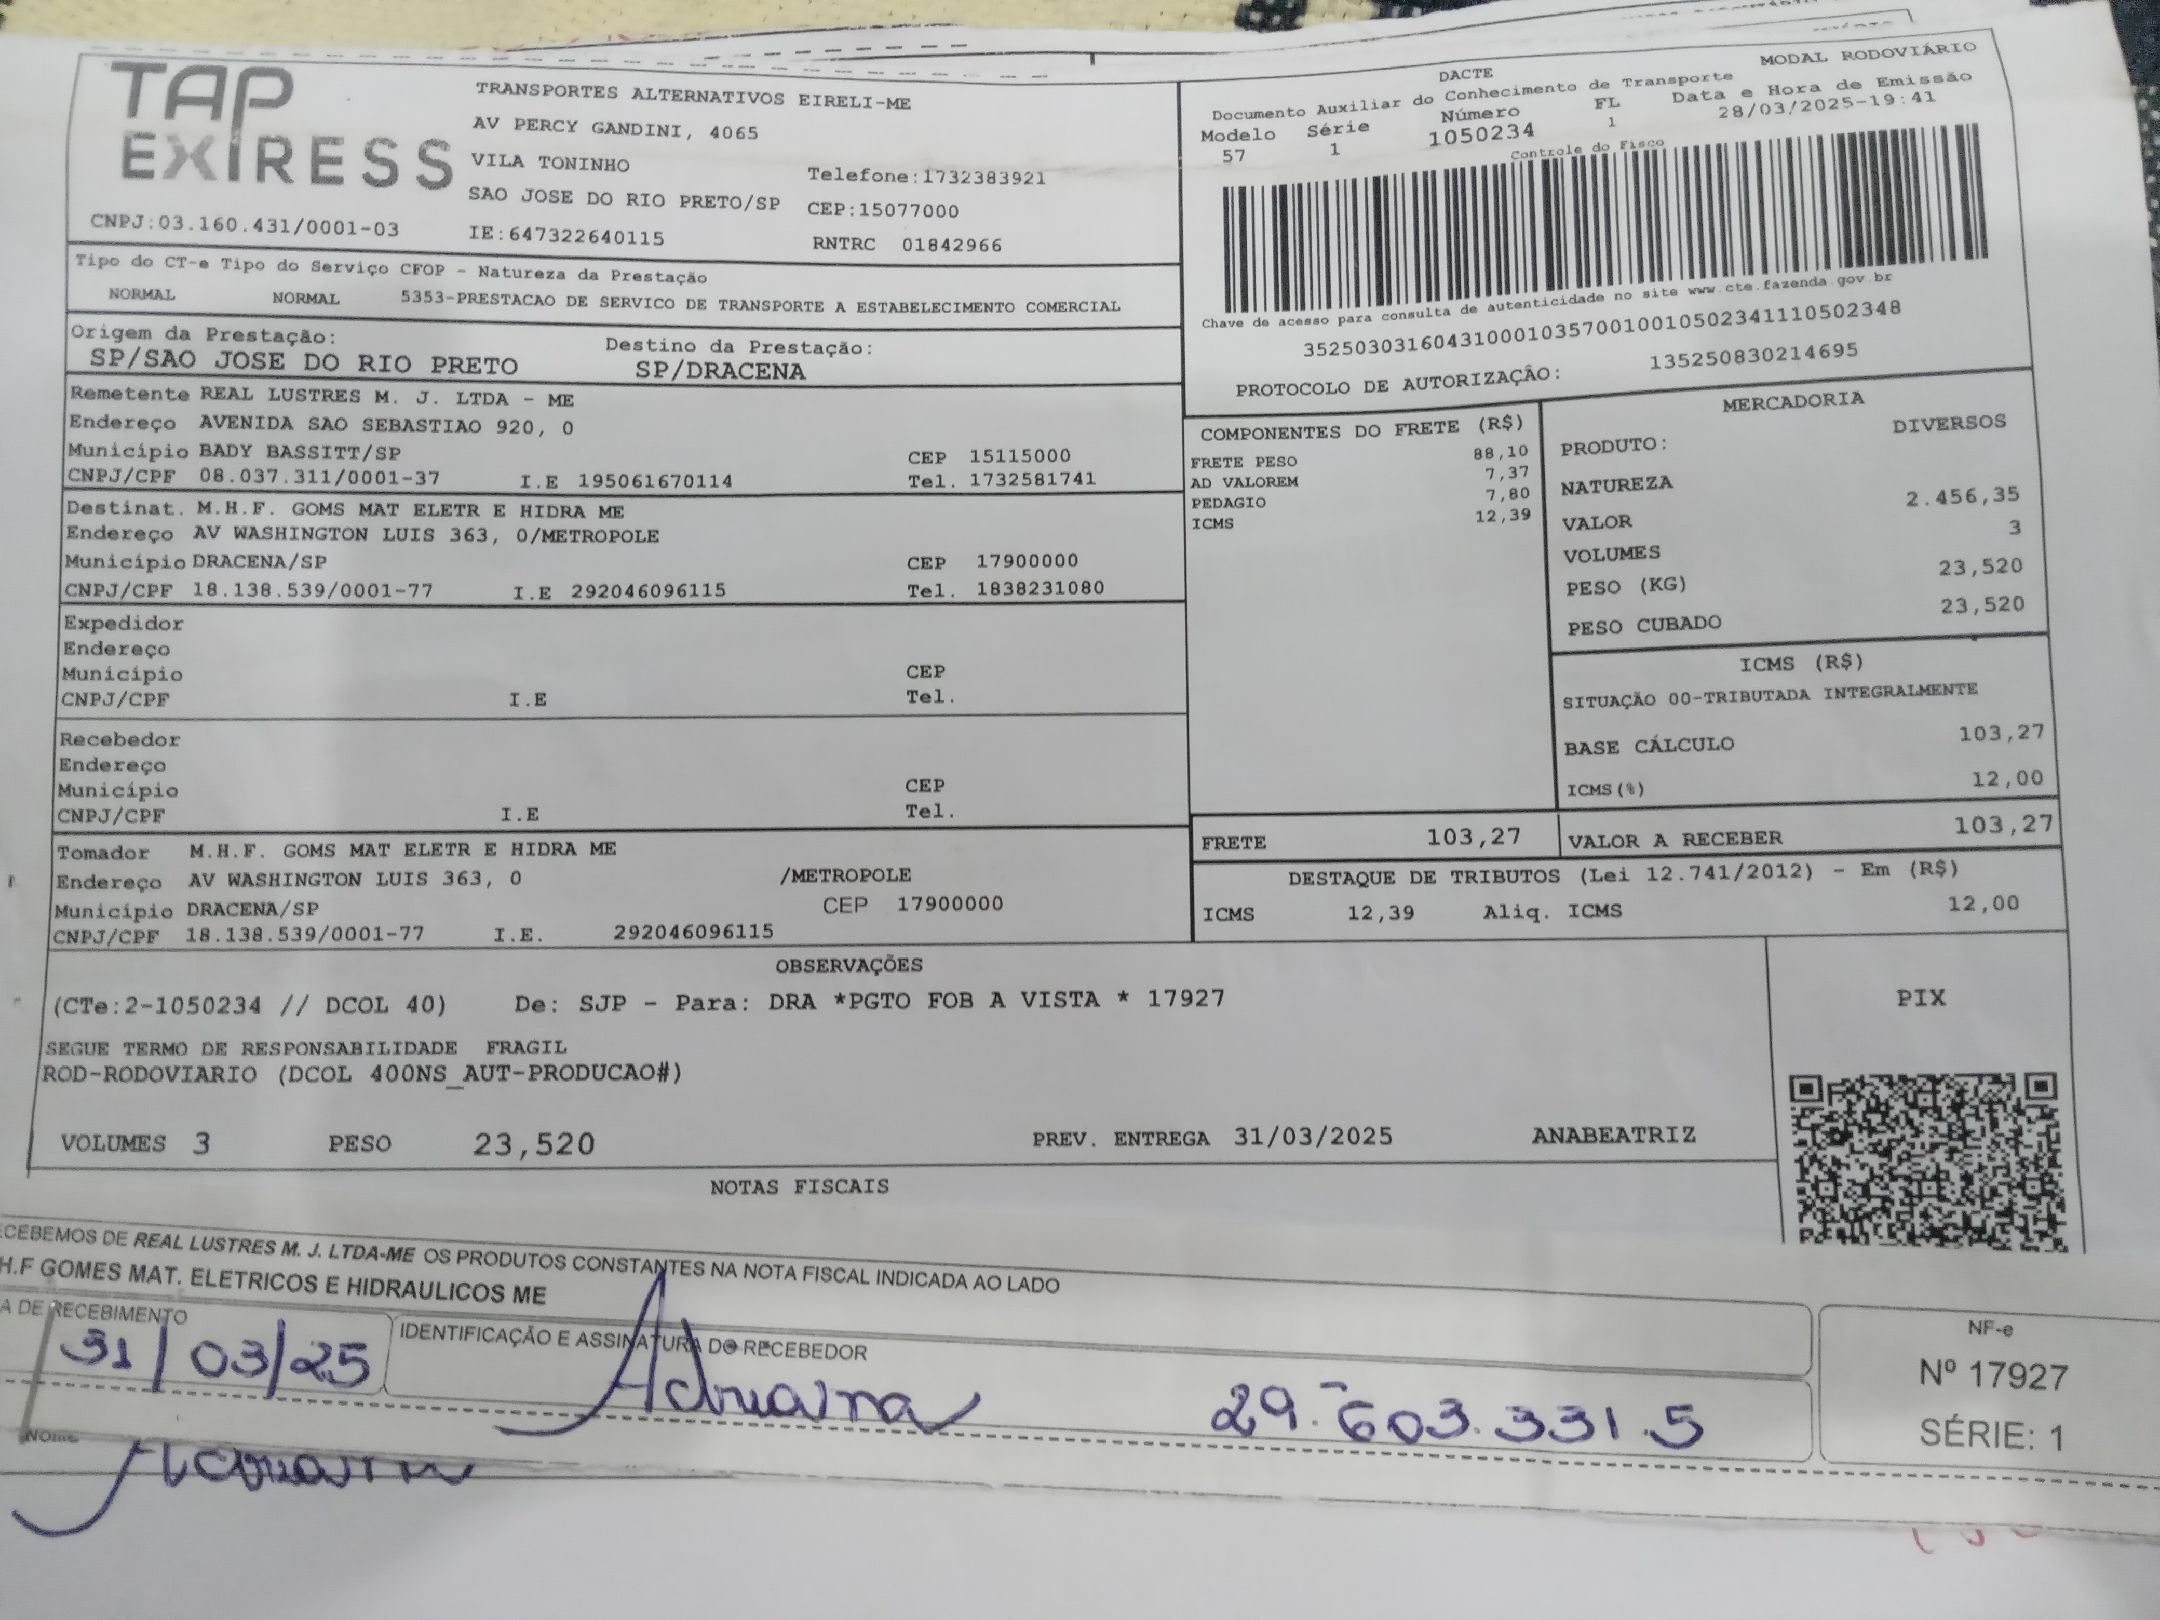 TAP
EXPRESS
CNPJ:03.160.431/0001-03
TRANSPORTES ALTERNATIVOS EIRELI-ME
AV PERCY GANDINI, 4065
VILA TONINHO
Telefone:1732383921
SAO JOSE DO RIO PRETO/SP CEP:15077000
IE:647322640115 RNTRC 01842966
DACTE
MODAL RODOVIÁRIO
Documento Auxiliar do Conhecimento de Transporte
Modelo Série Número FL Data e Hora de Emissão
57 1 1050234 1 28/03/2025-19:41
Controle do Fisco
Chave de acesso para consulta de autenticidade no site www.cte.fazenda.gov.br
35250303160431000103570010010502341110502348
PROTOCOLO DE AUTORIZAÇÂO: 135250830214695
Tipo do CT-e Tipo do Serviço CFOP - Natureza da Prestação
NORMAL NORMAL 5353-PRESTACAO DE SERVICO DE TRANSPORTE A ESTABELECIMENTO COMERCIAL
Origem da Prestação: Destino da Prestação:
SP/SAO JOSE DO RIO PRETO SP/DRACENA
Remetente REAL LUSTRES M. J. LTDA - ME
Endereço AVENIDA SAO SEBASTIAO 920, 0
Município BADY BASSITT/SP CEP 15115000
CNPJ/CPF 08.037.311/0001-37 I.E 195061670114 Tel. 1732581741
Destinat. M.H.F. GOMS MAT ELETR E HIDRA ME
Endereço AV WASHINGTON LUIS 363, 0/METROPOLE
Município DRACENA/SP CEP 17900000
CNPJ/CPF 18.138.539/0001-77 I.E 292046096115 Tel. 1838231080
Expedidor
Endereço
Município CEP
CNPJ/CPF I.E Tel.
Recebedor
Endereço
Município CEP
CNPJ/CPF I.E Tel.
Tomador M.H.F. GOMS MAT ELETR E HIDRA ME
Endereço AV WASHINGTON LUIS 363, 0 /METROPOLE
Município DRACENA/SP CEP 17900000
CNPJ/CPF 18.138.539/0001-77 I.E. 292046096115
COMPONENTES DO FRETE (R$)
FRETE PESO 88,10
AD VALOREM 7,37
PEDAGIO 7,80
ICMS 12,39
MERCADORIA
PRODUTO: DIVERSOS
NATUREZA
VALOR 2.456,35
VOLUMES 3
PESO (KG) 23,520
PESO CUBADO 23,520
ICMS (R$)
SITUAÇÃO 00-TRIBUTADA INTEGRALMENTE
BASE CÁLCULO 103,27
ICMS(%) 12,00
FRETE 103,27 VALOR A RECEBER 103,27
DESTAQUE DE TRIBUTOS (Lei 12.741/2012) - Em (R$)
ICMS 12,39 Aliq. ICMS 12,00
OBSERVAÇÕES
(CTe:2-1050234 // DCOL 40) De: SJP - Para: DRA *PGTO FOB A VISTA * 17927
SEGUE TERMO DE RESPONSABILIDADE FRAGIL
ROD-RODOVIARIO (DCOL 400NS_AUT-PRODUCAO#)
VOLUMES 3 PESO 23,520 PREV. ENTREGA 31/03/2025 ANABEATRIZ
PIX
NOTAS FISCAIS
CEBEMOS DE REAL LUSTRES M. J. LTDA-ME OS PRODUTOS CONSTANTES NA NOTA FISCAL INDICADA AO LADO
H.F GOMES MAT. ELETRICOS E HIDRAULICOS ME
A DE RECEBIMENTO IDENTIFICAÇÃO E ASSINATURA DO RECEBEDOR
31/03/25 Adriana 29.603.331.5
NF-e
Nº 17927
SÉRIE: 1
Nome
Adriana